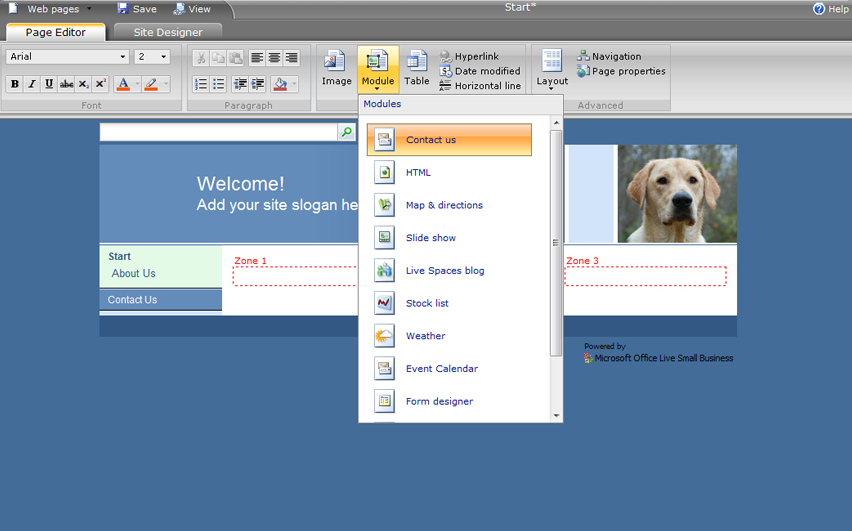 Web pages Save View Start* Help
Page Editor Site Designer
Arial 2
B I U abc x₂ x² A
Font
Paragraph
Image
Module
Table
Hyperlink
Date modified
Horizontal line
Layout
Navigation
Page properties
Advanced
Modules
Contact us
HTML
Map & directions
Slide show
Live Spaces blog
Stock list
Weather
Event Calendar
Form designer
Welcome!
Add your site slogan he
Start
About Us
Contact Us
Zone 1
Zone 3
Powered by
Microsoft Office Live Small Business